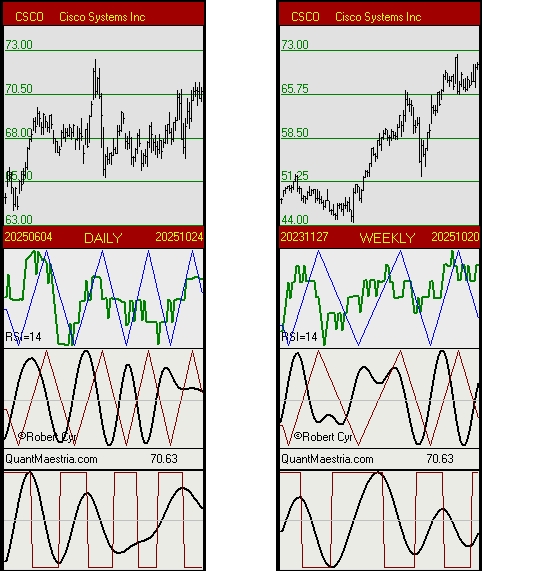 CSCO Cisco Systems Inc
73.00
70.50
68.00
65.50
63.00
20250604 DAILY 20251024
RSI=14
©Robert Cyr
QuantMaestria.com 70.63
CSCO Cisco Systems Inc
73.00
65.75
58.50
51.25
44.00
20231127 WEEKLY 20251020
RSI=14
©Robert Cyr
QuantMaestria.com 70.63